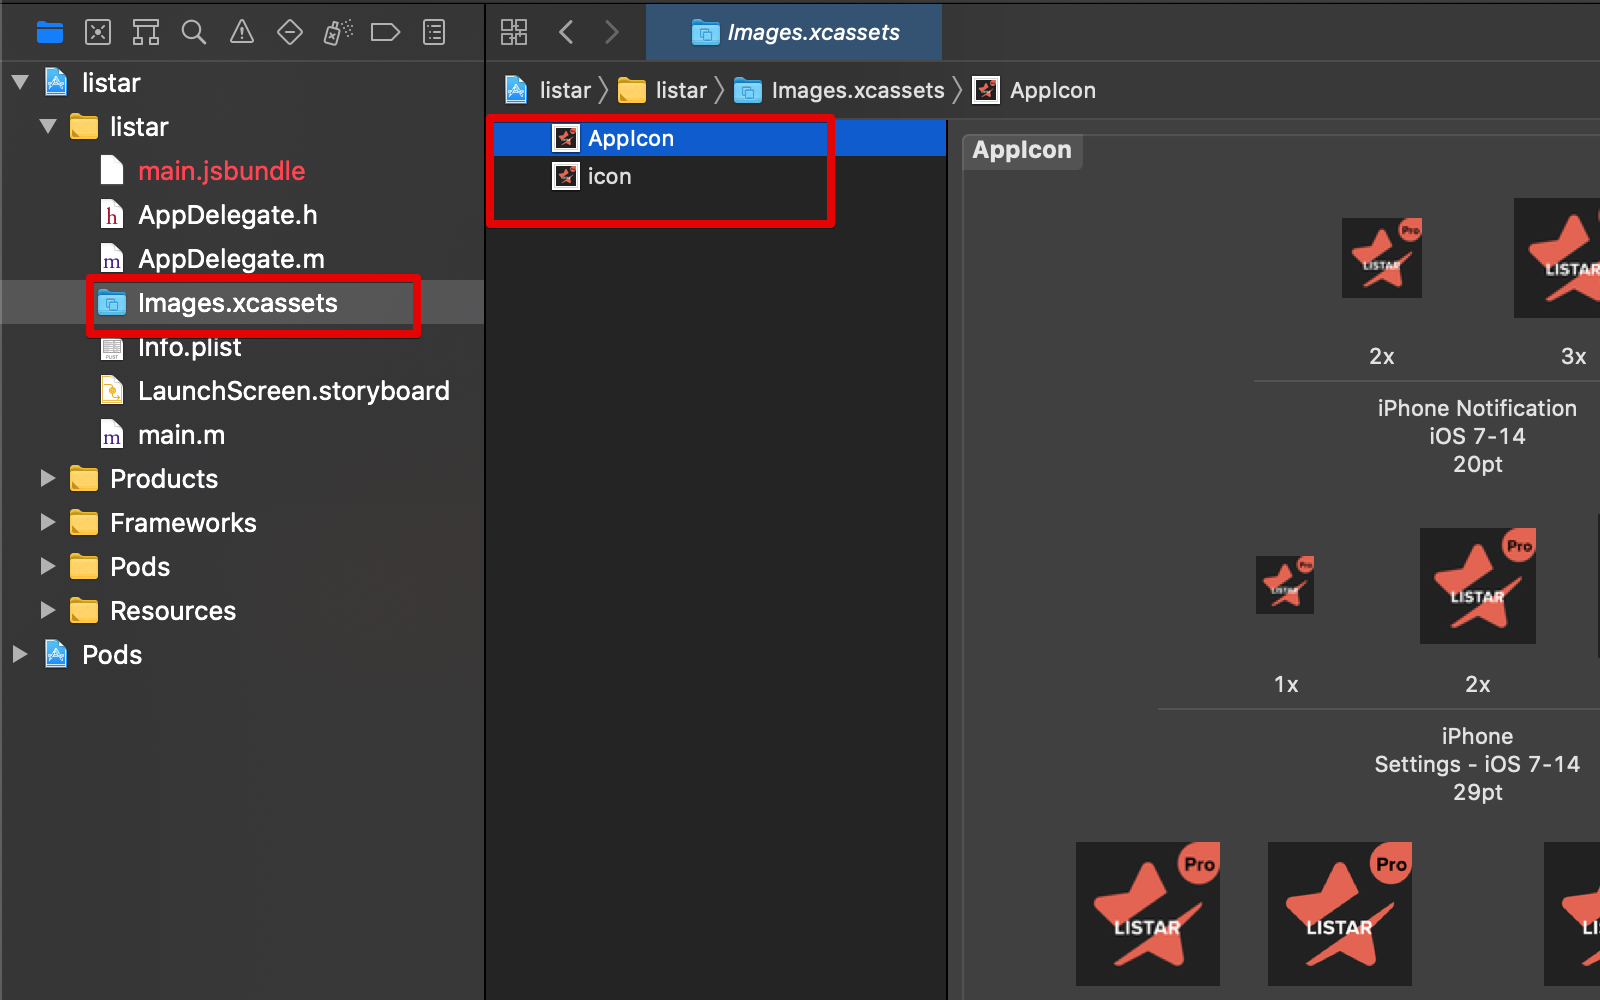 Images.xcassets
listar
listar
main.jsbundle
AppDelegate.h
AppDelegate.m
Images.xcassets
Info.plist
LaunchScreen.storyboard
main.m
Products
Frameworks
Pods
Resources
Pods
listar 〉 listar 〉 Images.xcassets 〉 AppIcon
AppIcon
icon
AppIcon
Pro
LISTAR
LISTAR
2x
3x
iPhone Notification
iOS 7-14
20pt
Pro
LISTAR
Pro
LISTAR
1x
2x
iPhone
Settings - iOS 7-14
29pt
Pro
LISTAR
Pro
LISTAR